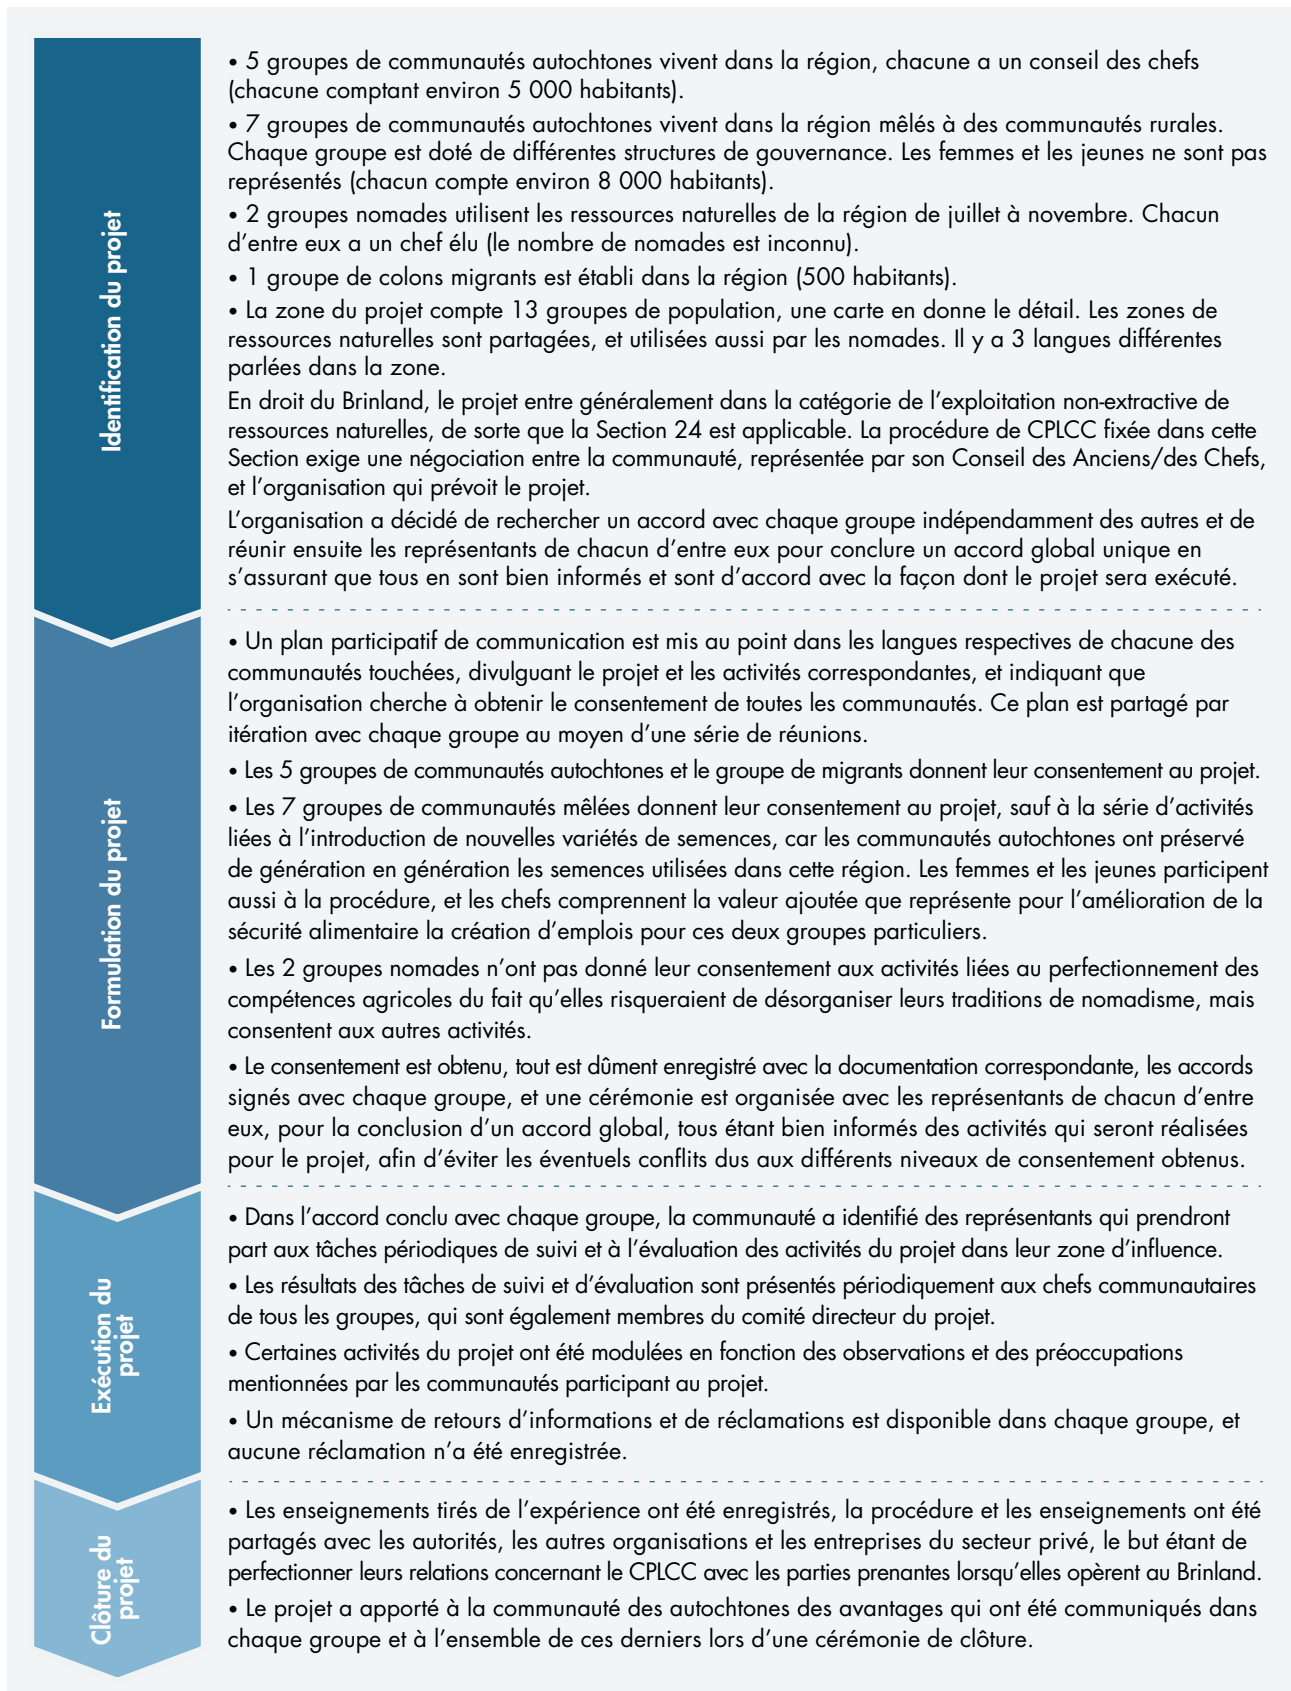 Identification du projet
• 5 groupes de communautés autochtones vivent dans la région, chacune a un conseil des chefs
(chacune comptant environ 5 000 habitants).
• 7 groupes de communautés autochtones vivent dans la région mêlés à des communautés rurales.
Chaque groupe est doté de différentes structures de gouvernance. Les femmes et les jeunes ne sont pas
représentés (chacun compte environ 8 000 habitants).
• 2 groupes nomades utilisent les ressources naturelles de la région de juillet à novembre. Chacun
d’entre eux a un chef élu (le nombre de nomades est inconnu).
• 1 groupe de colons migrants est établi dans la région (500 habitants).
• La zone du projet compte 13 groupes de population, une carte en donne le détail. Les zones de
ressources naturelles sont partagées, et utilisées aussi par les nomades. Il y a 3 langues différentes
parlées dans la zone.
En droit du Brinland, le projet entre généralement dans la catégorie de l’exploitation non-extractive de
ressources naturelles, de sorte que la Section 24 est applicable. La procédure de CPLCC fixée dans cette
Section exige une négociation entre la communauté, représentée par son Conseil des Anciens/des Chefs,
et l’organisation qui prévoit le projet.
L’organisation a décidé de rechercher un accord avec chaque groupe indépendamment des autres et de
réunir ensuite les représentants de chacun d’entre eux pour conclure un accord global unique en
s’assurant que tous en sont bien informés et sont d’accord avec la façon dont le projet sera exécuté.
Formulation du projet
• Un plan participatif de communication est mis au point dans les langues respectives de chacune des
communautés touchées, divulguant le projet et les activités correspondantes, et indiquant que
l’organisation cherche à obtenir le consentement de toutes les communautés. Ce plan est partagé par
itération avec chaque groupe au moyen d’une série de réunions.
• Les 5 groupes de communautés autochtones et le groupe de migrants donnent leur consentement au projet.
• Les 7 groupes de communautés mêlées donnent leur consentement au projet, sauf à la série d’activités
liées à l’introduction de nouvelles variétés de semences, car les communautés autochtones ont préservé
de génération en génération les semences utilisées dans cette région. Les femmes et les jeunes participent
aussi à la procédure, et les chefs comprennent la valeur ajoutée que représente pour l’amélioration de la
sécurité alimentaire la création d’emplois pour ces deux groupes particuliers.
• Les 2 groupes nomades n’ont pas donné leur consentement aux activités liées au perfectionnement des
compétences agricoles du fait qu’elles risqueraient de désorganiser leurs traditions de nomadisme, mais
consentent aux autres activités.
• Le consentement est obtenu, tout est dûment enregistré avec la documentation correspondante, les accords
signés avec chaque groupe, et une cérémonie est organisée avec les représentants de chacun d’entre
eux, pour la conclusion d’un accord global, tous étant bien informés des activités qui seront réalisées
pour le projet, afin d’éviter les éventuels conflits dus aux différents niveaux de consentement obtenus.
Exécution du
projet
• Dans l’accord conclu avec chaque groupe, la communauté a identifié des représentants qui prendront
part aux tâches périodiques de suivi et à l’évaluation des activités du projet dans leur zone d’influence.
• Les résultats des tâches de suivi et d’évaluation sont présentés périodiquement aux chefs communautaires
de tous les groupes, qui sont également membres du comité directeur du projet.
• Certaines activités du projet ont été modulées en fonction des observations et des préoccupations
mentionnées par les communautés participant au projet.
• Un mécanisme de retours d’informations et de réclamations est disponible dans chaque groupe, et
aucune réclamation n’a été enregistrée.
Clôture du
projet
• Les enseignements tirés de l’expérience ont été enregistrés, la procédure et les enseignements ont été
partagés avec les autorités, les autres organisations et les entreprises du secteur privé, le but étant de
perfectionner leurs relations concernant le CPLCC avec les parties prenantes lorsqu’elles opèrent au Brinland.
• Le projet a apporté à la communauté des autochtones des avantages qui ont été communiqués dans
chaque groupe et à l’ensemble de ces derniers lors d’une cérémonie de clôture.